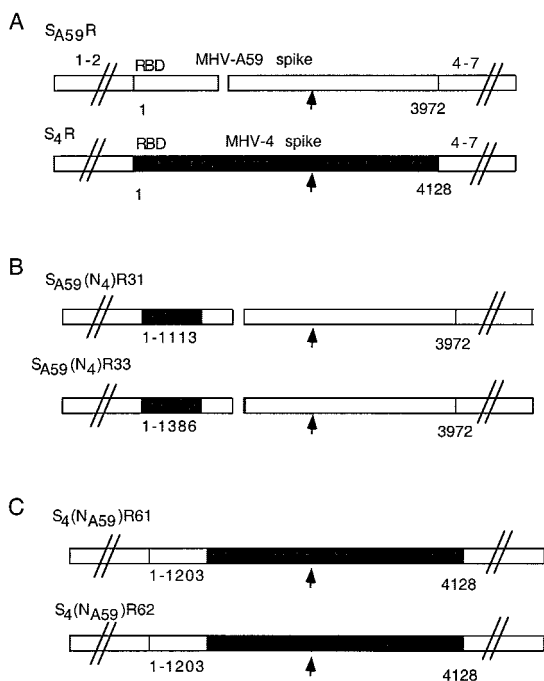 A
SA59R
1-2 RBD MHV-A59 spike 4-7
1 3972
S4R
RBD MHV-4 spike 4-7
1 4128
B
SA59(N4)R31
1-1113 3972
SA59(N4)R33
1-1386 3972
C
S4(NA59)R61
1-1203 4128
S4(NA59)R62
1-1203 4128